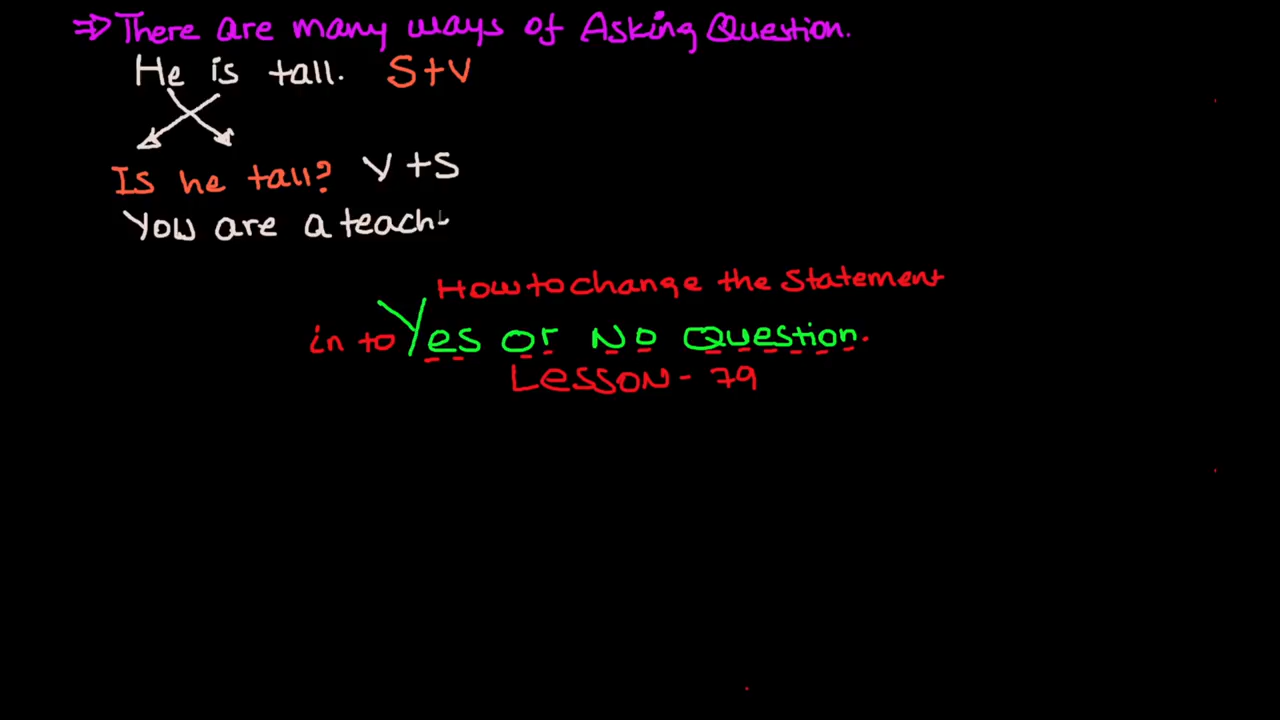 ⇒ There are many ways of Asking Question.
He is tall. S+V
Is he tall? V+S
You are a teach
How to change the Statement
in to Yes or No Question.
Lesson - 79